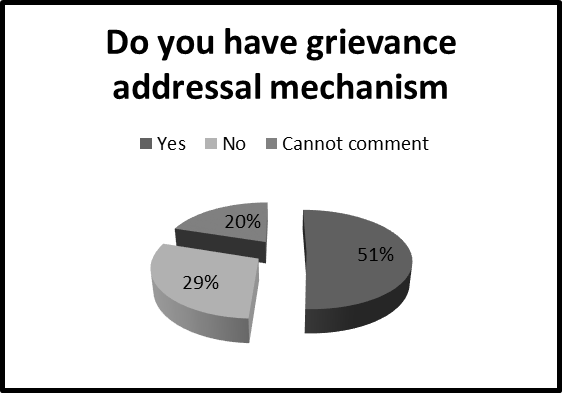 Do you have grievance
addressal mechanism
Yes No Cannot comment
20%
51%
29%